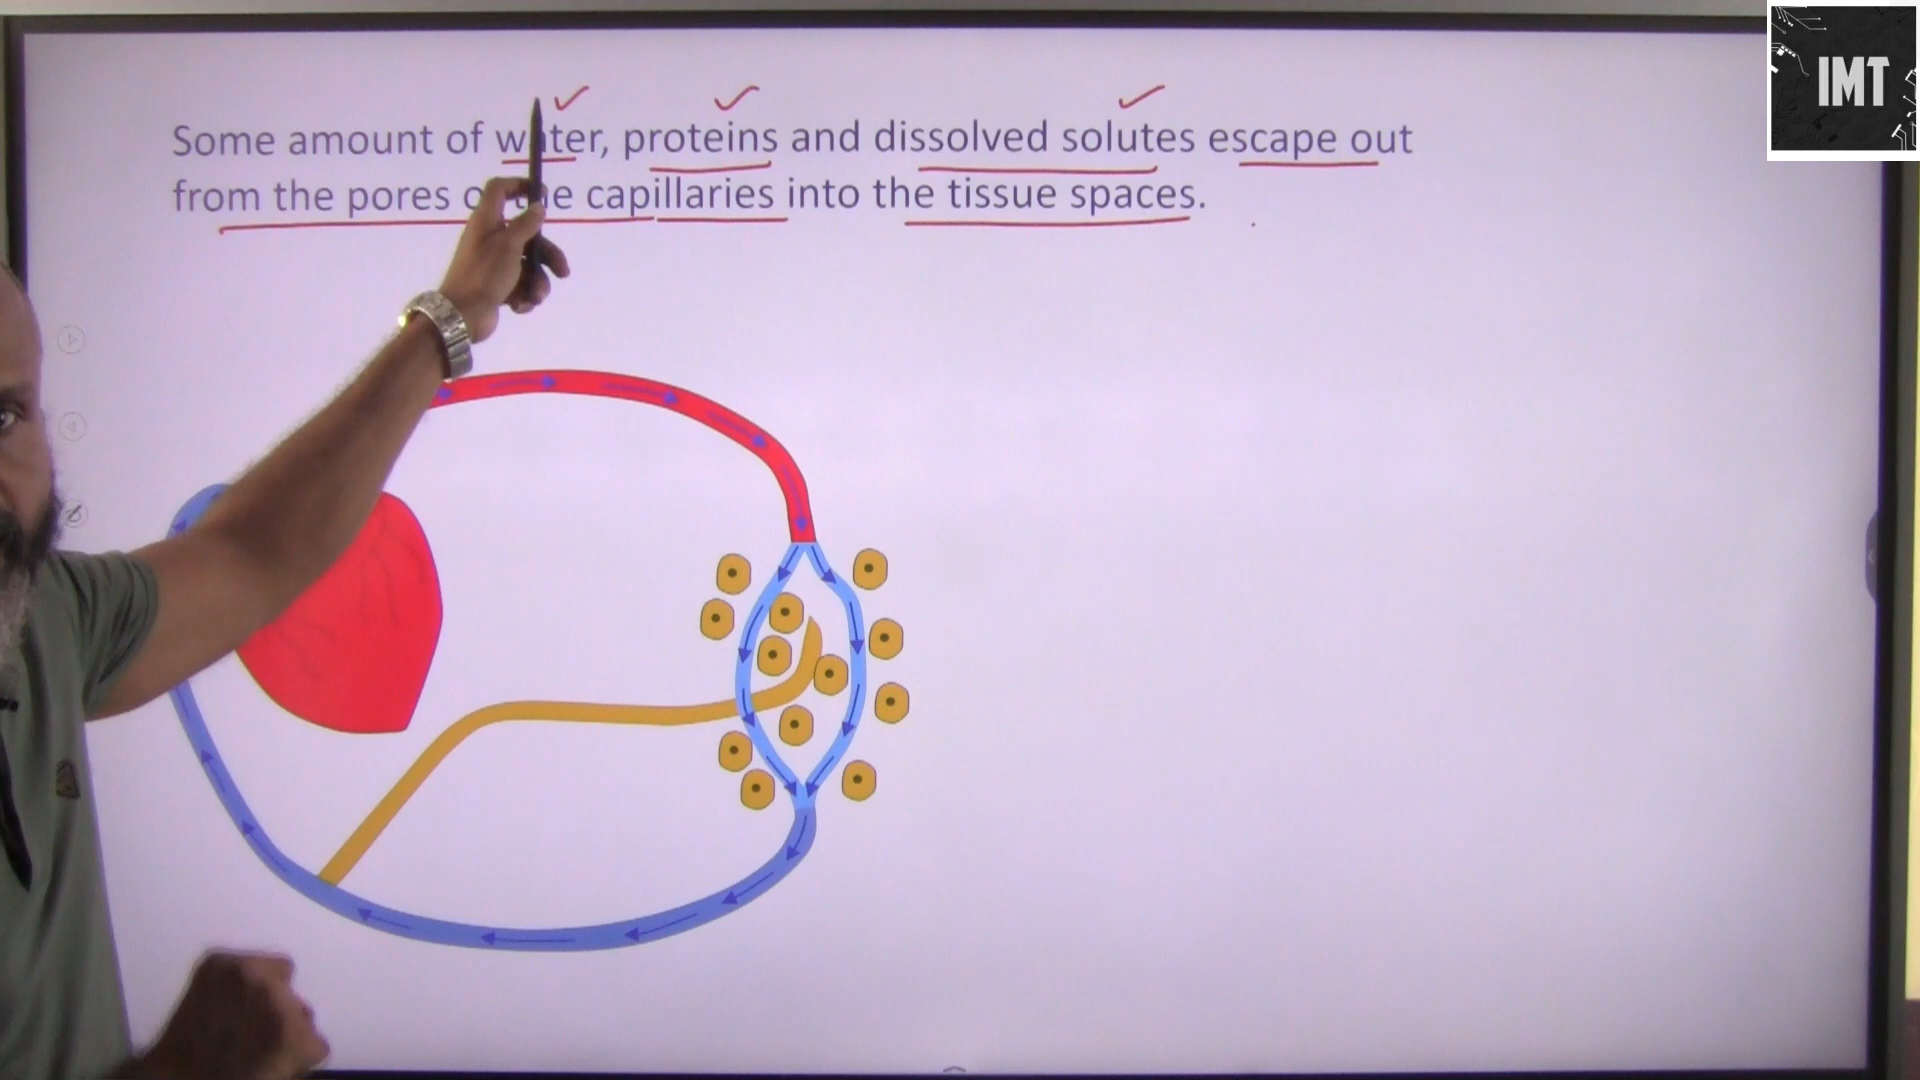 Some amount of water, proteins and dissolved solutes escape out
from the pores of the capillaries into the tissue spaces.
IMT